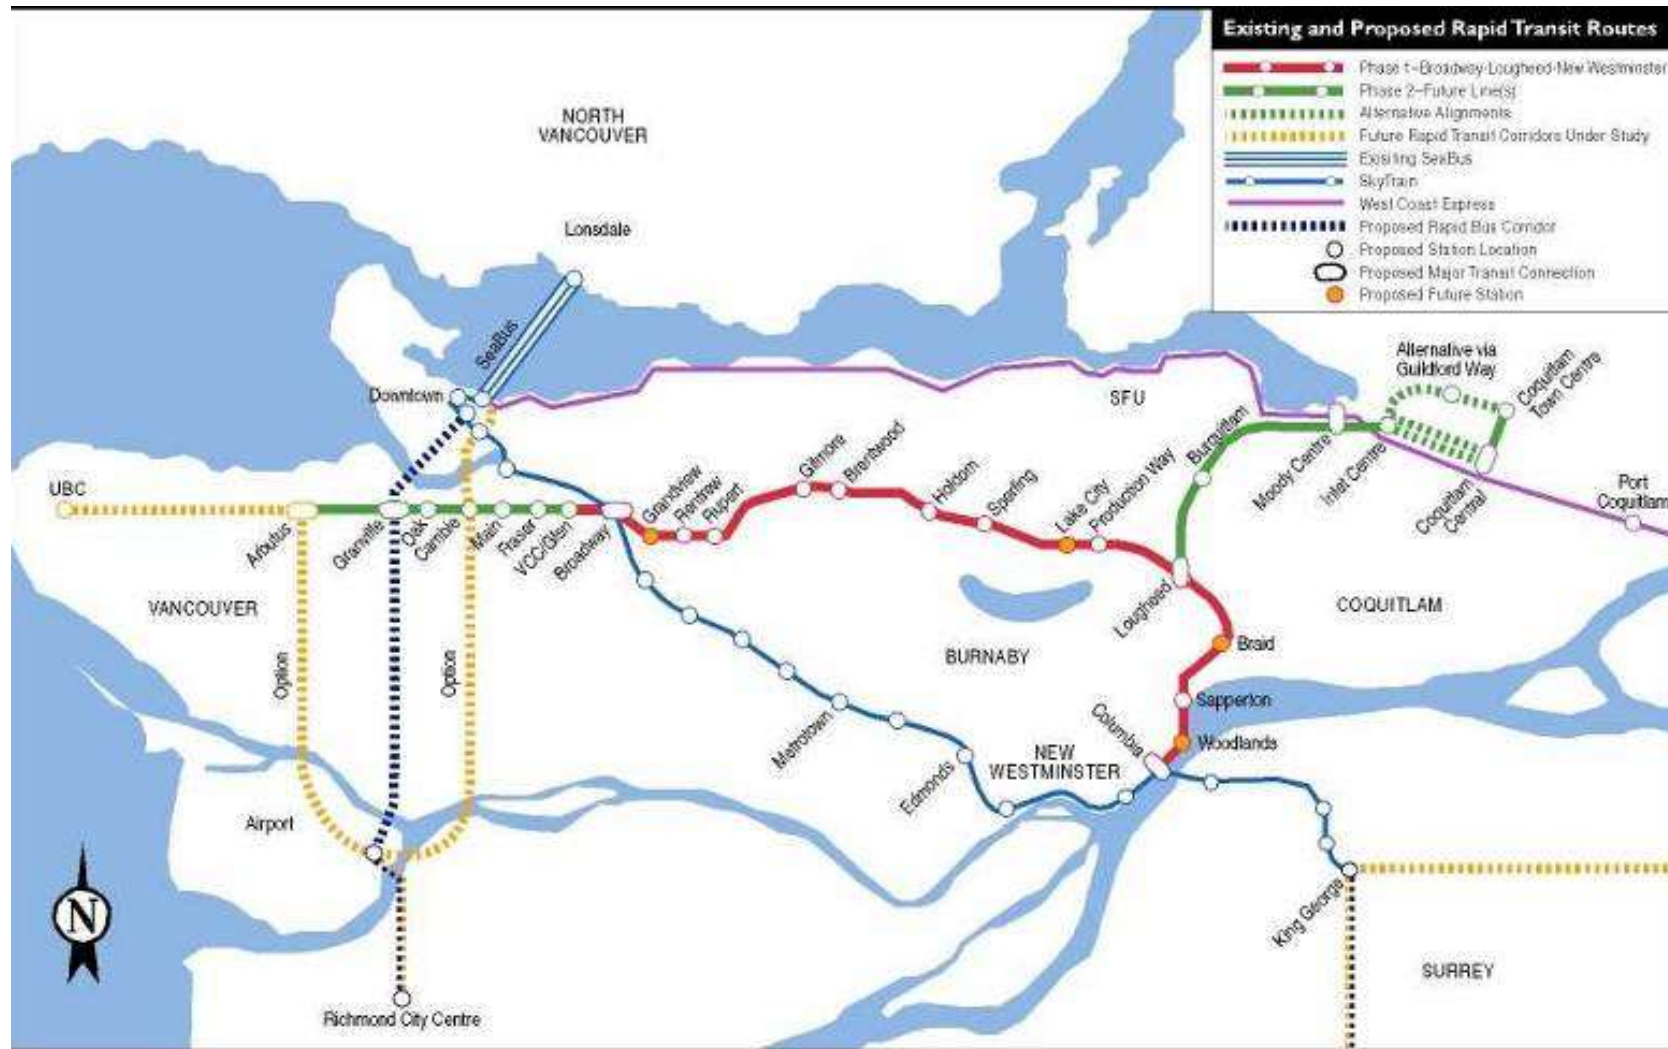 Existing and Proposed Rapid Transit Routes
Phase 1–Broadway-Lougheed-New Westminster
Phase 2–Future Line(s)
Alternative Alignments
Future Rapid Transit Corridors Under Study
Exisiting SeaBus
SkyTrain
West Coast Express
Proposed Rapid Bus Corridor
Proposed Station Location
Proposed Major Transit Connection
Proposed Future Station
NORTH
VANCOUVER
Lonsdale
SeaBus
Downtown
SFU
Alternative via
Guildford Way
Coquitlam
Town Centre
UBC
Arbutus
Granville
Oak
Cambie
Main
Fraser
VCC/Glen
Broadway
Grandview
Rentrew
Rupert
Gilmore
Brentwood
Holdom
Sperling
Lake City
Production Way
Burquitlam
Moody Centre
Inlet Centre
Coquitlam
Central
Port
Coquitlam
VANCOUVER
Option
Option
BURNABY
Lougheed
COQUITLAM
Braid
Sapperton
Woodlands
Columbia
NEW
WESTMINSTER
Metrotown
Edmonds
Airport
King George
SURREY
N
Richmond City Centre